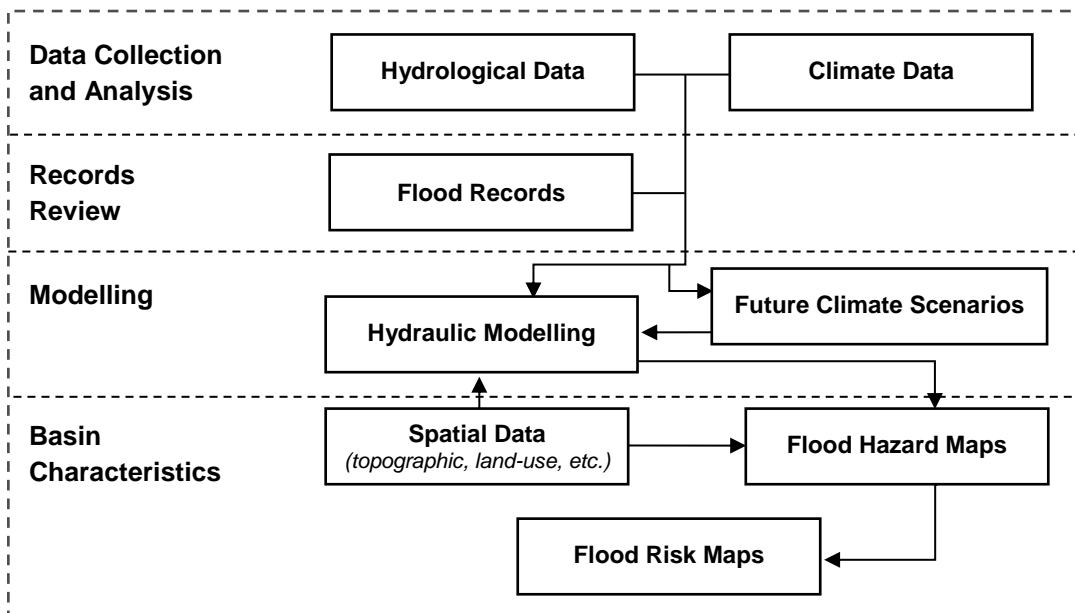 Data Collection
and Analysis
Hydrological Data
Climate Data
Records
Review
Flood Records
Modelling
Future Climate Scenarios
Hydraulic Modelling
Basin
Characteristics
Spatial Data
(topographic, land-use, etc.)
Flood Hazard Maps
Flood Risk Maps